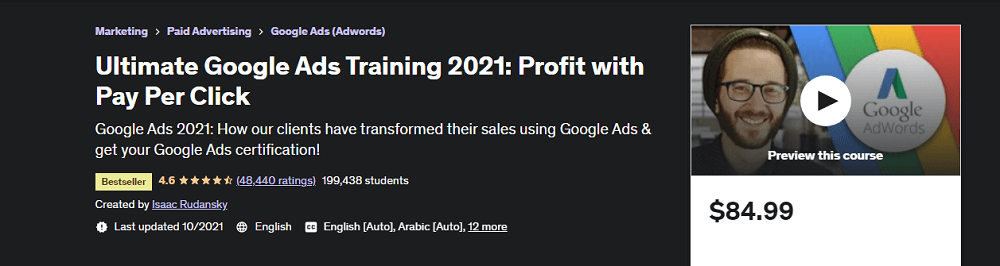 Marketing > Paid Advertising > Google Ads (Adwords)
Ultimate Google Ads Training 2021: Profit with
Pay Per Click
Google Ads 2021: How our clients have transformed their sales using Google Ads &
get your Google Ads certification!
Bestseller 4.6 (48,440 ratings) 199,438 students
Created by Isaac Rudansky
Last updated 10/2021 English CC English [Auto], Arabic [Auto], 12 more
Google
AdWords
Preview this course
$84.99